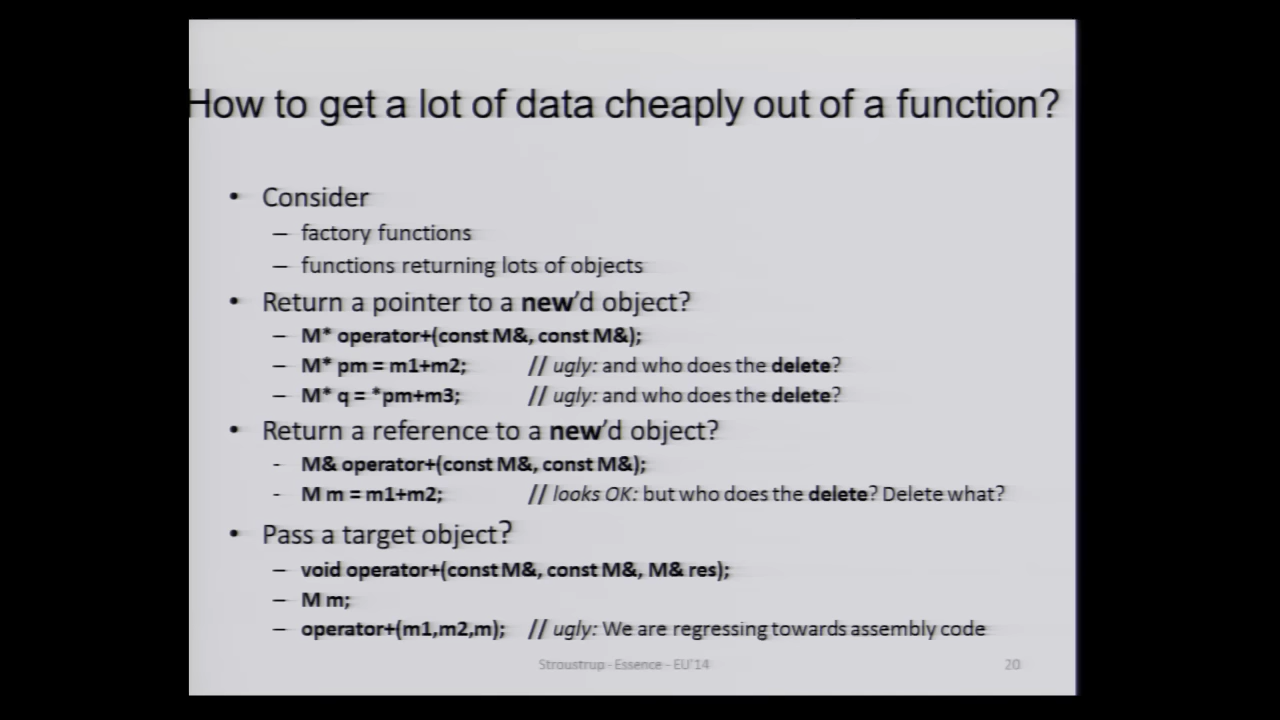 How to get a lot of data cheaply out of a function?
• Consider
– factory functions
– functions returning lots of objects
• Return a pointer to a new'd object?
– M* operator+(const M&, const M&);
– M* pm = m1+m2; // ugly: and who does the delete?
– M* q = *pm+m3; // ugly: and who does the delete?
• Return a reference to a new'd object?
- M& operator+(const M&, const M&);
- M m = m1+m2; // looks OK: but who does the delete? Delete what?
• Pass a target object?
– void operator+(const M&, const M&, M& res);
– M m;
– operator+(m1,m2,m); // ugly: We are regressing towards assembly code
Stroustrup - Essence - EU'14 20